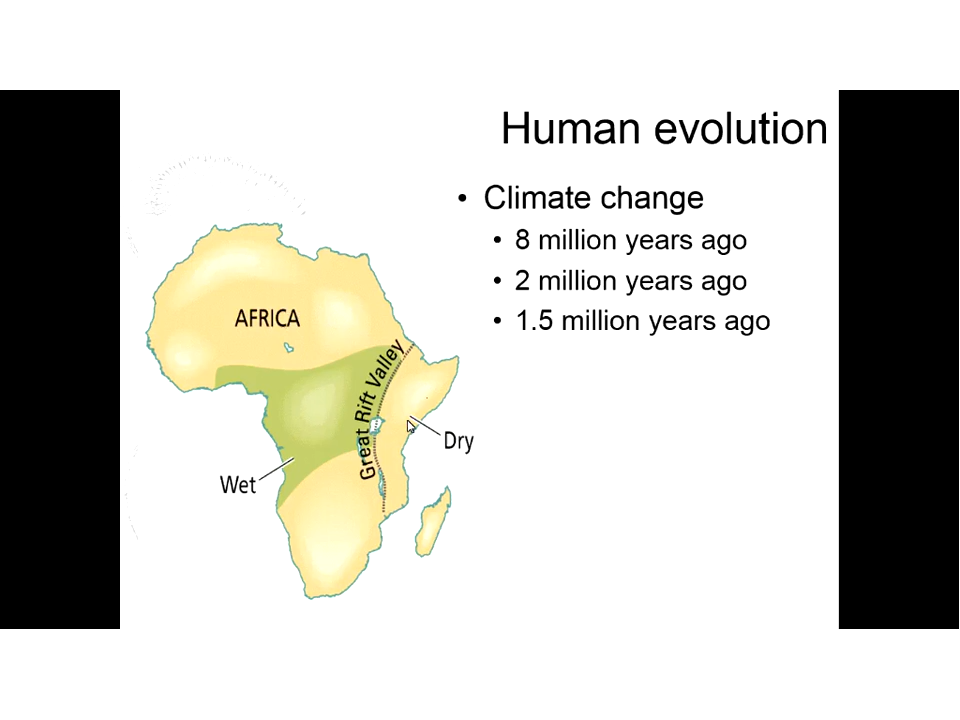 Human evolution
• Climate change
• 8 million years ago
• 2 million years ago
• 1.5 million years ago
AFRICA
Great Rift Valley
Dry
Wet